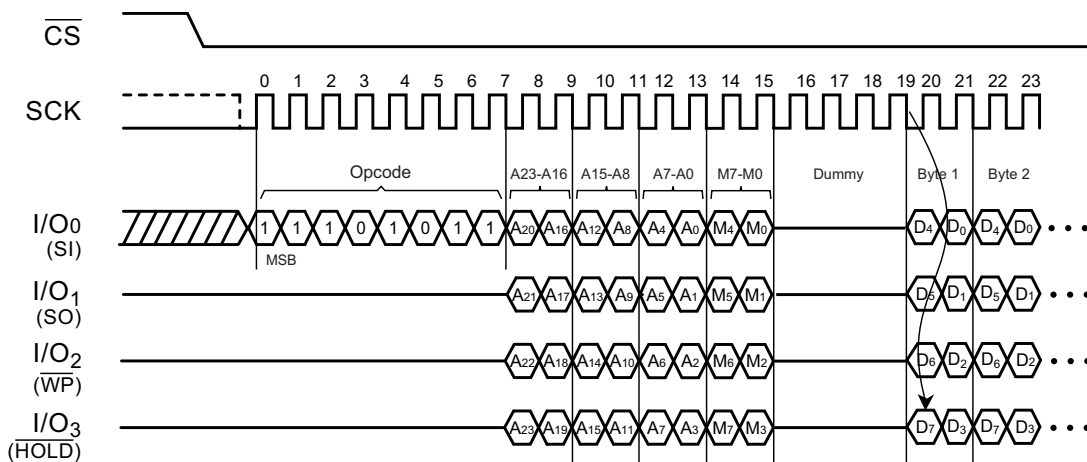 CS
0 1 2 3 4 5 6 7 8 9 10 11 12 13 14 15 16 17 18 19 20 21 22 23
SCK
Opcode A23-A16 A15-A8 A7-A0 M7-M0 Dummy Byte 1 Byte 2
I/O0 1 1 1 0 1 0 1 1 A20 A16 A12 A8 A4 A0 M4 M0 D4 D0 D4 D0
(SI)
MSB
I/O1 A21 A17 A13 A9 A5 A1 M5 M1 D5 D1 D5 D1
(SO)
I/O2 A22 A18 A14 A10 A6 A2 M6 M2 D6 D2 D6 D2
(WP)
I/O3 A23 A19 A15 A11 A7 A3 M7 M3 D7 D3 D7 D3
(HOLD)